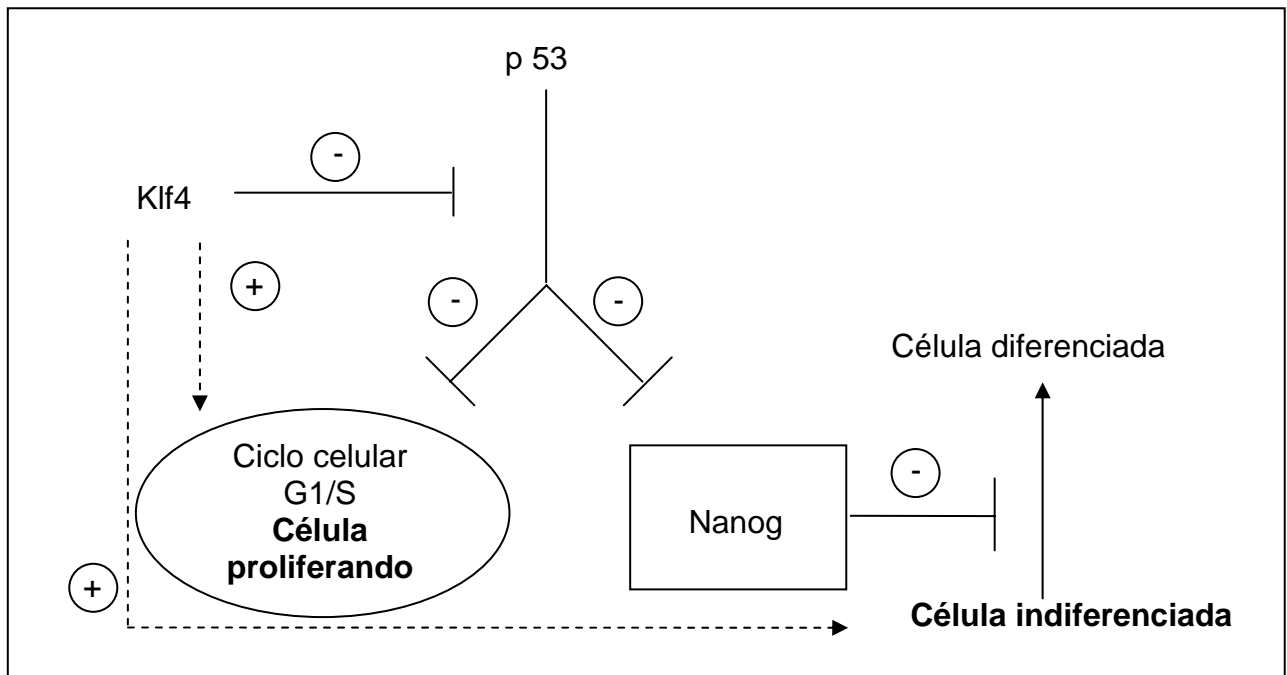 p 53
-
Klf4
+
-
-
Célula diferenciada
Ciclo celular
G1/S
Célula
proliferando
-
Nanog
+
Célula indiferenciada